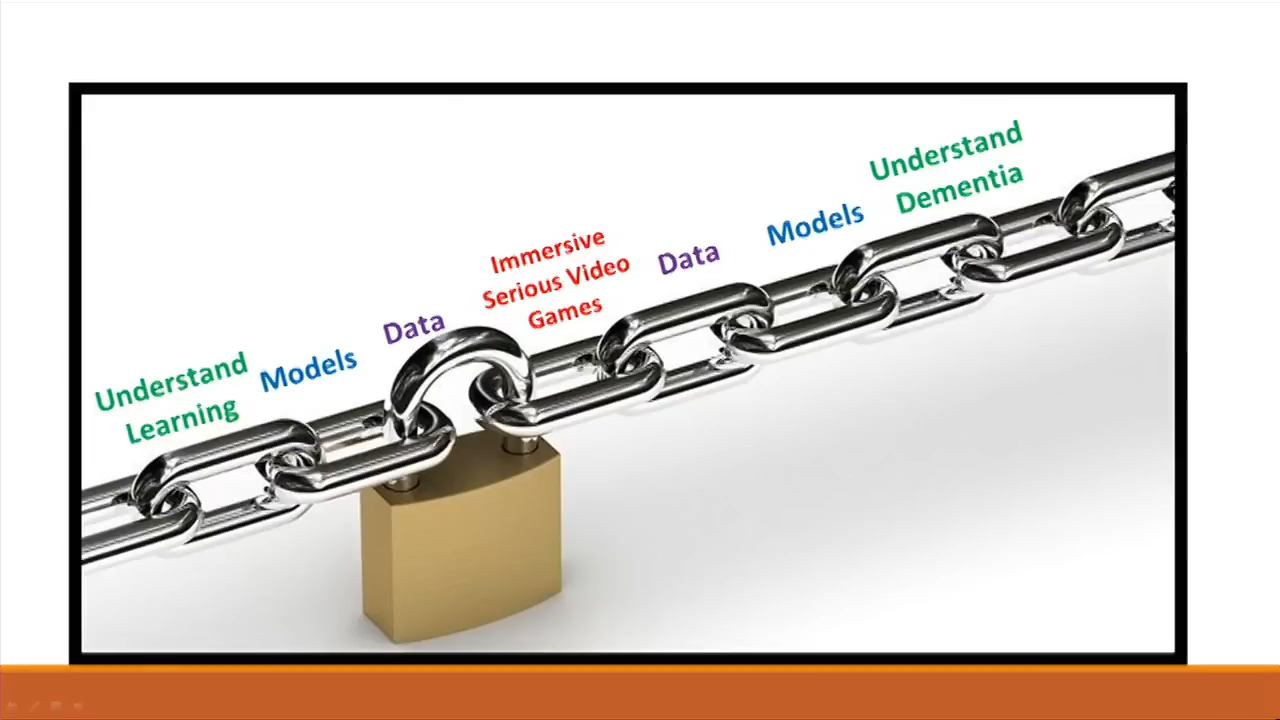 Understand
Learning
Models
Data
Immersive
Serious Video
Games
Data
Models
Understand
Dementia